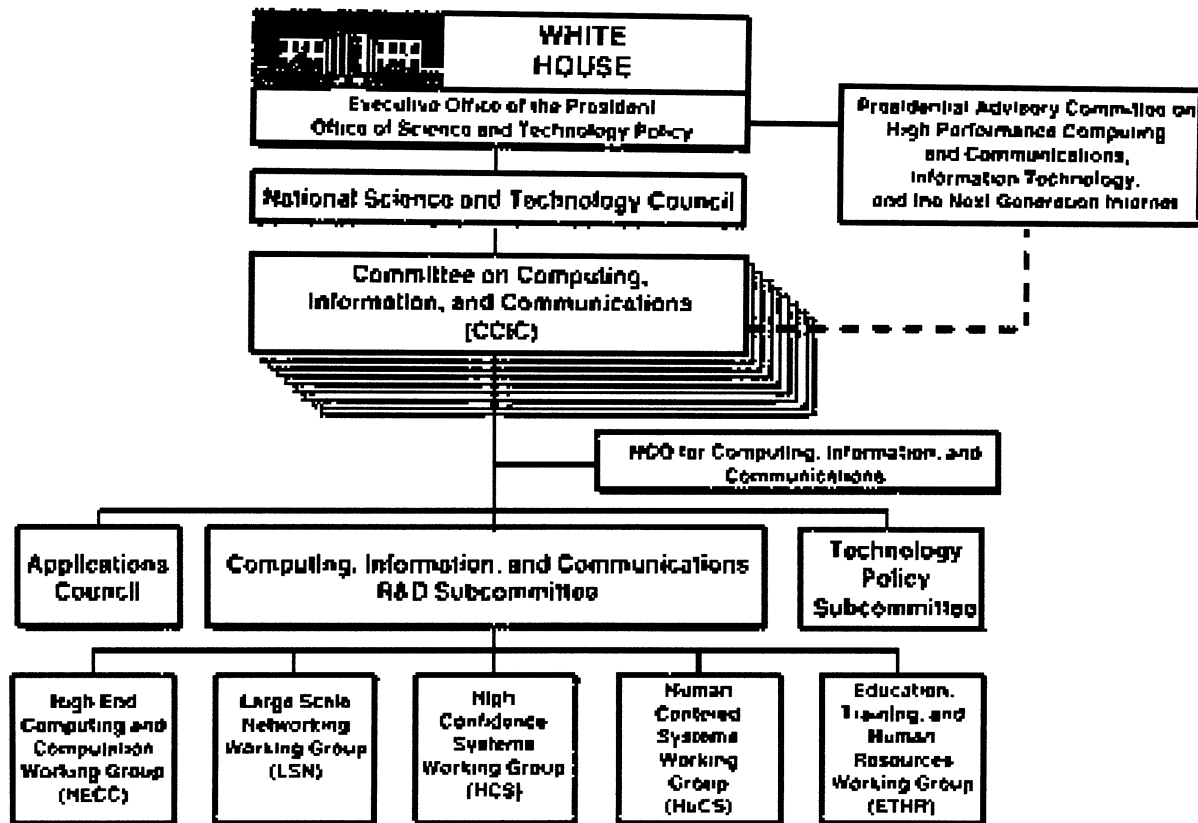 WHITE
HOUSE
Executive Office of the President
Office of Science and Technology Policy
Presidential Advisory Committee on
High Performance Computing
and Communications,
Information Technology,
and the Next Generation Internet
National Science and Technology Council
Committee on Computing,
Information, and Communications
(CCIC)
NCO for Computing, Information, and
Communications
Applications
Council
Computing, Information, and Communications
R&D Subcommittee
Technology
Policy
Subcommittee
High End
Computing and
Computation
Working Group
(HECC)
Large Scale
Networking
Working Group
(LSN)
High
Confidence
Systems
Working Group
(HCS)
Human
Centered
Systems
Working
Group
(HuCS)
Education,
Training, and
Human
Resources
Working Group
(ETHR)